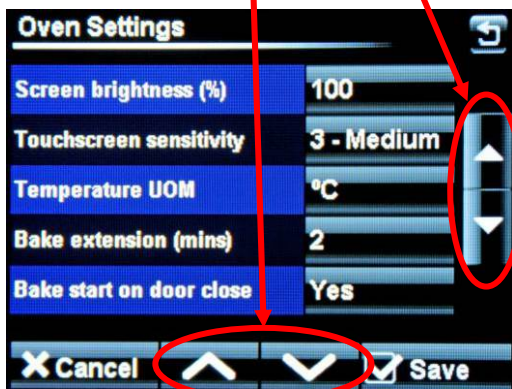 Oven Settings
Screen brightness (%) 100
Touchscreen sensitivity 3 - Medium
Temperature UOM ºC
Bake extension (mins) 2
Bake start on door close Yes
Cancel Save